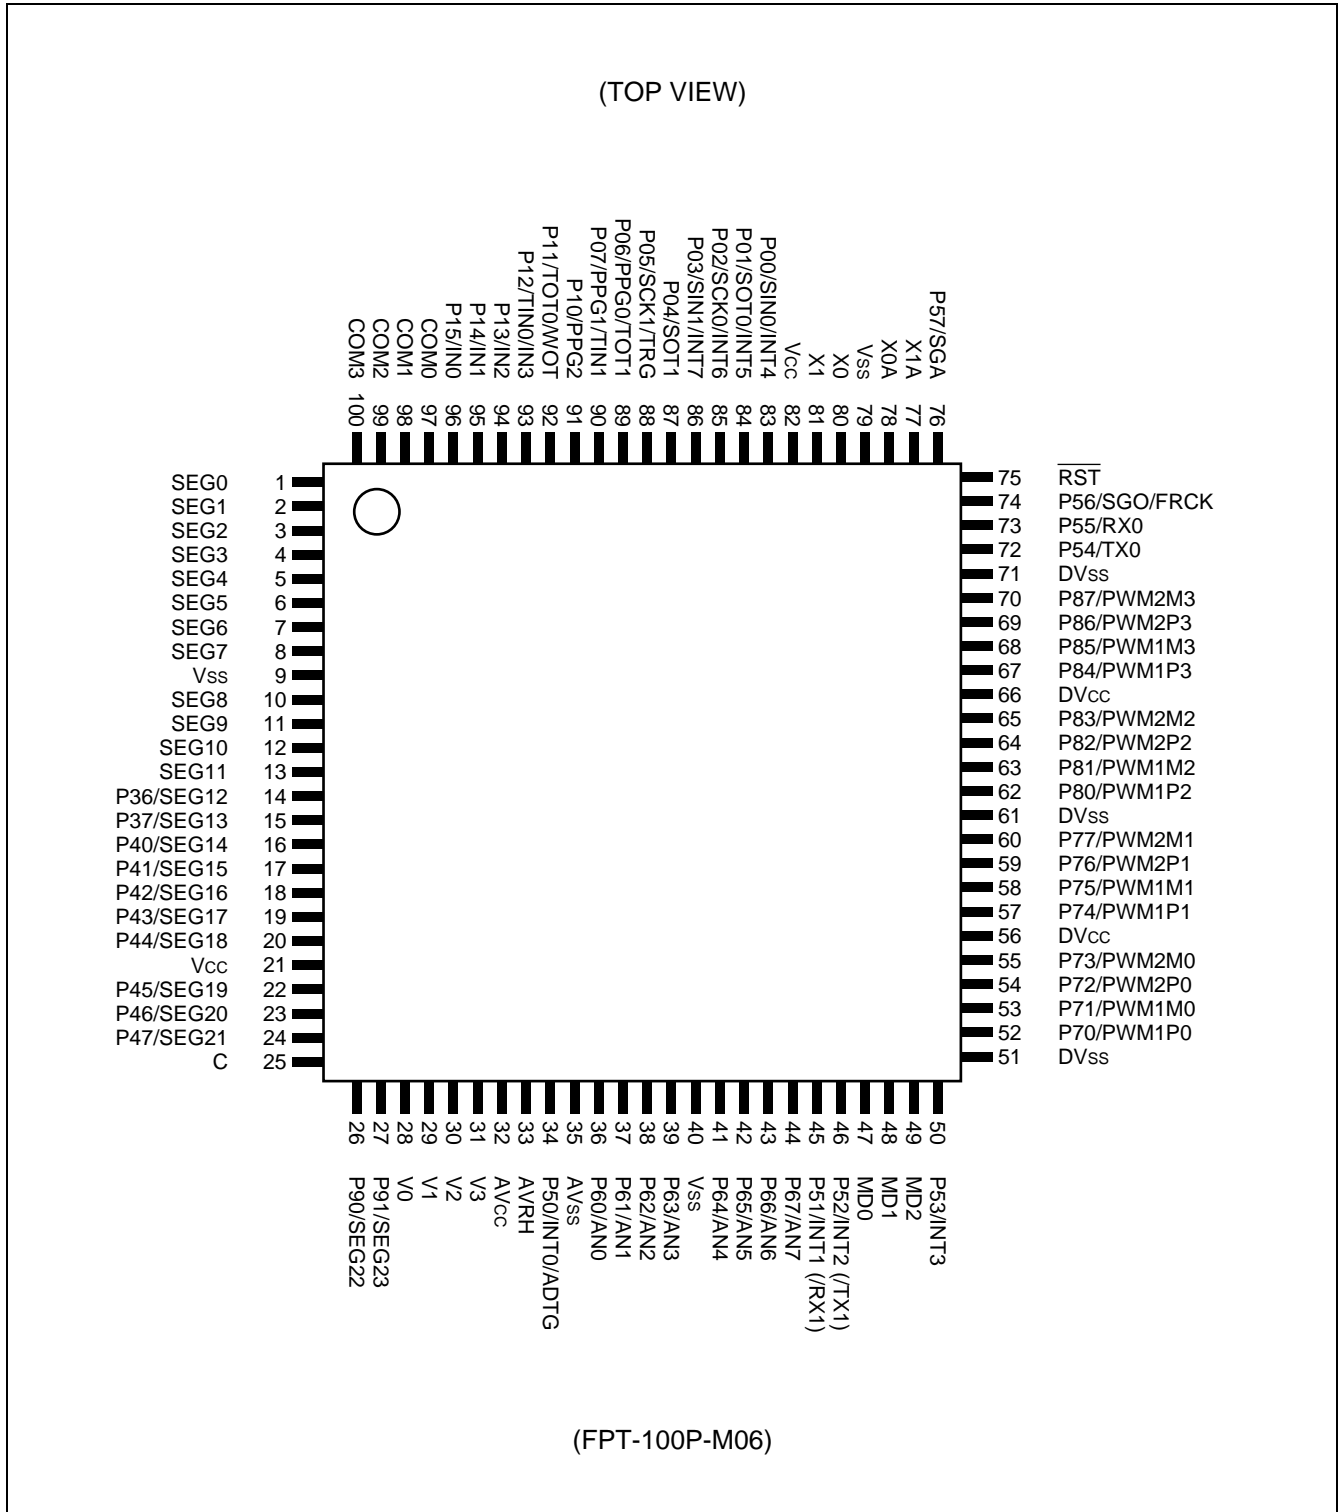 (TOP VIEW)
COM3 100
COM2 99
COM1 98
COM0 97
P15/IN0 96
P14/IN1 95
P13/IN2 94
P12/TIN0/IN3 93
P11/TOT0/WOT 92
P10/PPG2 91
P07/PPG1/TIN1 90
P06/PPG0/TOT1 89
P05/SCK1/TRG 88
P04/SOT1 87
P03/SIN1/INT7 86
P02/SCK0/INT6 85
P01/SOT0/INT5 84
P00/SIN0/INT4 83
Vcc 82
X1 81
X0 80
Vss 79
X0A 78
X1A 77
P57/SGA 76
SEG0 1
SEG1 2
SEG2 3
SEG3 4
SEG4 5
SEG5 6
SEG6 7
SEG7 8
Vss 9
SEG8 10
SEG9 11
SEG10 12
SEG11 13
P36/SEG12 14
P37/SEG13 15
P40/SEG14 16
P41/SEG15 17
P42/SEG16 18
P43/SEG17 19
P44/SEG18 20
Vcc 21
P45/SEG19 22
P46/SEG20 23
P47/SEG21 24
C 25
75 RST
74 P56/SGO/FRCK
73 P55/RX0
72 P54/TX0
71 DVss
70 P87/PWM2M3
69 P86/PWM2P3
68 P85/PWM1M3
67 P84/PWM1P3
66 DVcc
65 P83/PWM2M2
64 P82/PWM2P2
63 P81/PWM1M2
62 P80/PWM1P2
61 DVss
60 P77/PWM2M1
59 P76/PWM2P1
58 P75/PWM1M1
57 P74/PWM1P1
56 DVcc
55 P73/PWM2M0
54 P72/PWM2P0
53 P71/PWM1M0
52 P70/PWM1P0
51 DVss
26 P90/SEG22
27 P91/SEG23
28 V0
29 V1
30 V2
31 V3
32 AVcc
33 AVRH
34 P50/INT0/ADTG
35 AVss
36 P60/AN0
37 P61/AN1
38 P62/AN2
39 P63/AN3
40 Vss
41 P64/AN4
42 P65/AN5
43 P66/AN6
44 P67/AN7
45 P51/INT1 (/RX1)
46 P52/INT2 (/TX1)
47 MD0
48 MD1
49 MD2
50 P53/INT3
(FPT-100P-M06)